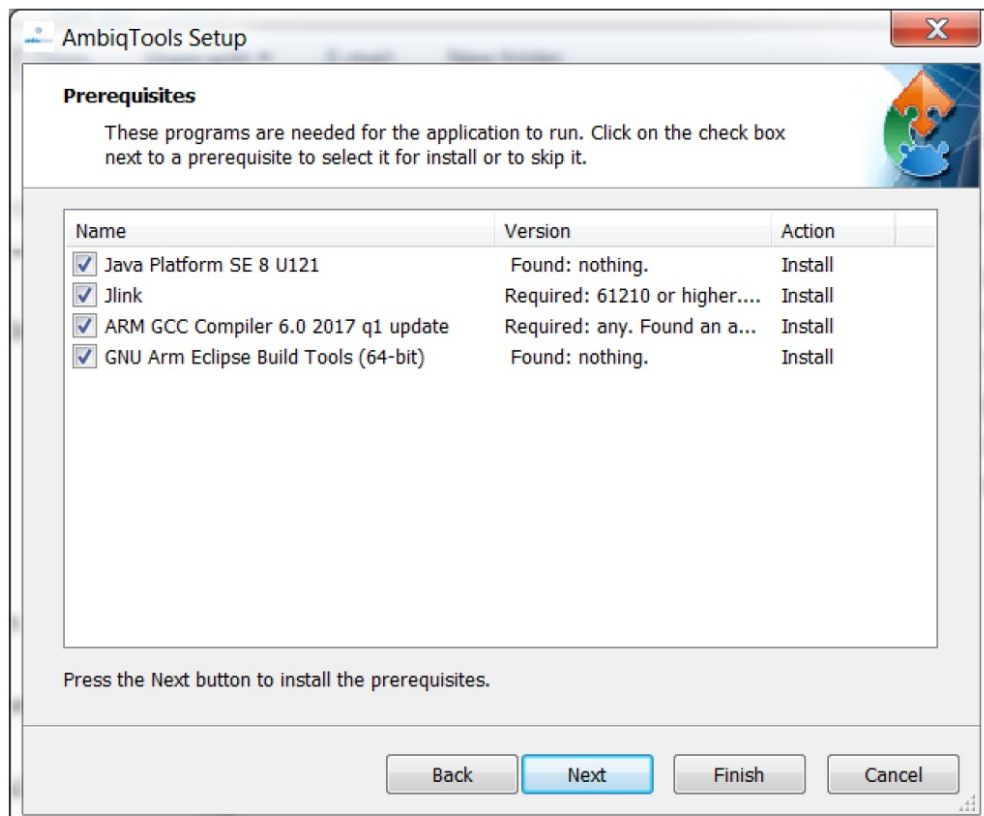 AmbiqTools Setup
Prerequisites
These programs are needed for the application to run. Click on the check box
next to a prerequisite to select it for install or to skip it.
Name Version Action
Java Platform SE 8 U121 Found: nothing. Install
Jlink Required: 61210 or higher.... Install
ARM GCC Compiler 6.0 2017 q1 update Required: any. Found an a... Install
GNU Arm Eclipse Build Tools (64-bit) Found: nothing. Install
Press the Next button to install the prerequisites.
Back Next Finish Cancel